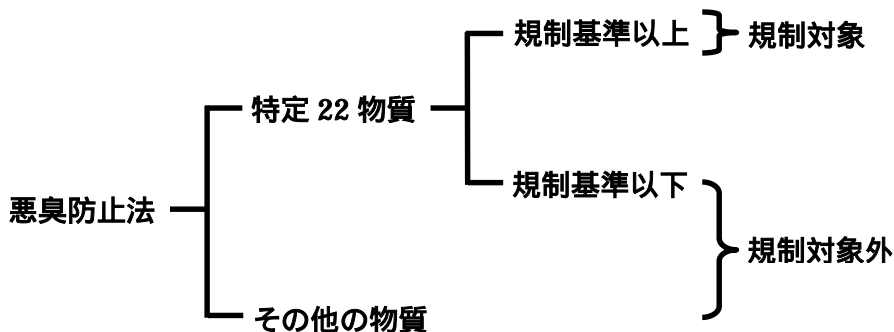 悪臭防止法
特定 22 物質
規制基準以上
規制対象
規制基準以下
規制対象外
その他の物質